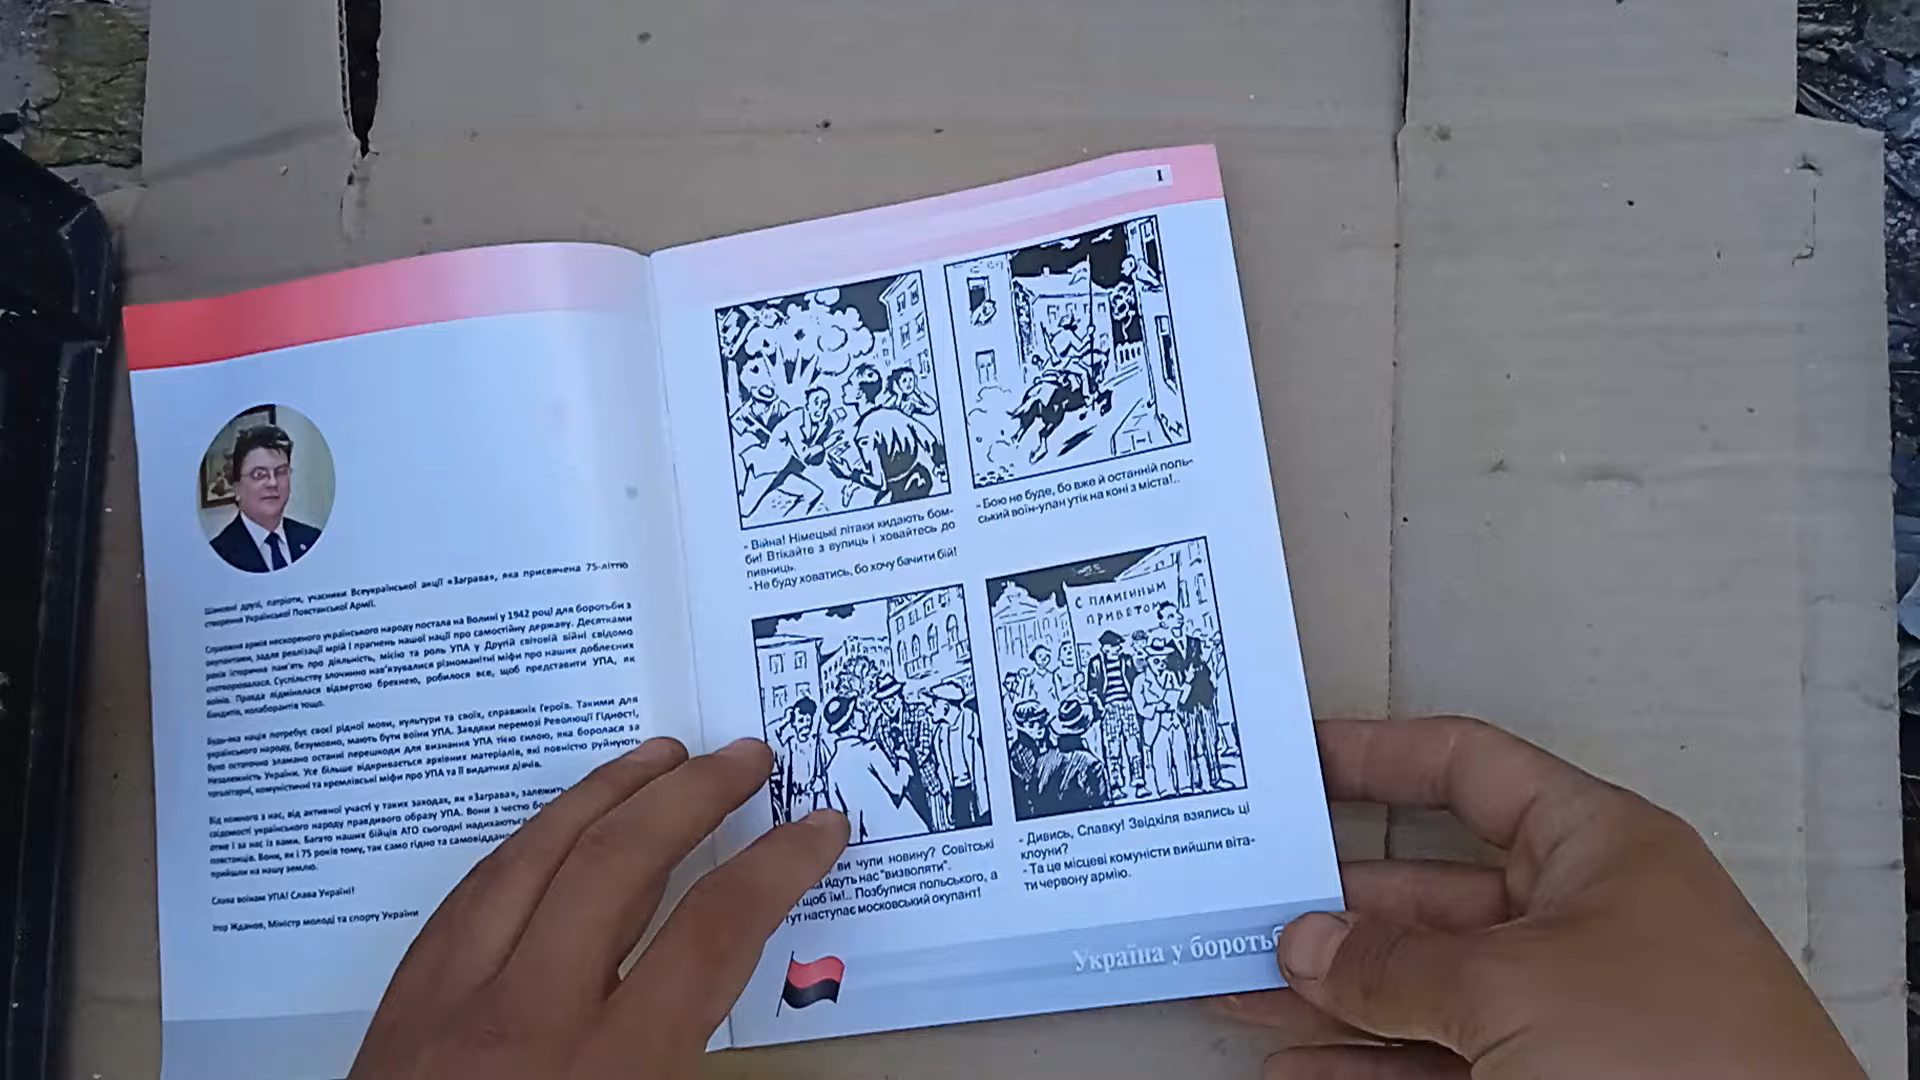 Шановні друзі, патріоти, учасники Всеукраїнської акції «Заграва», яка присвячена 75-літтю
створення Української Повстанської Армії.
Справжня армія нескореного українського народу постала на Волині у 1942 році для боротьби з
окупантами, задля реалізації мрій і прагнень нашої нації про самостійну державу. Десятками
років історична пам'ять про діяльність, місію та роль УПА у Другій світовій війні свідомо
спотворювалася. Суспільству злочинно нав'язувалися різноманітні міфи про наших доблесних
воїнів. Правда підмінялася відвертою брехнею, робилося все, щоб представити УПА, як
бандитів, колаборантів тощо.
Будь-яка нація потребує своєї рідної мови, культури та своїх, справжніх Героїв. Такими для
українського народу, безумовно, мають бути воїни УПА. Завдяки перемозі Революції Гідності,
було остаточно зламано останні перешкоди для визнання УПА тією силою, яка боролася за
Незалежність України. Усе більше відкривається архівних матеріалів, які повністю руйнують
тоталітарні, комуністичні та кремлівські міфи про УПА та її видатних діячів.
Від кожного з нас, від активної участі у таких заходах, як «Заграва», залежить
свідомості українського народу правдивого образу УПА. Вони з честю
отже і за нас із вами. Багато наших бійців АТО сьогодні надихаються
повстанців. Вони, як і 75 років тому, так само гідно та самовіддано
прийшли на нашу землю.
Слава воїнам УПА! Слава Україні!
Ігор Жданов, Міністр молоді та спорту України
1
- Війна! Німецькі літаки кидають бом-
би! Втікайте з вулиць і ховайтесь до
пивниць.
- Не буду ховатись, бо хочу бачити бій!
- Бою не буде, бо вже й останній поль-
ський воїн-улан утік на коні з міста!..
С ПЛАМЕННЫМ
ПРИВЕТОМ
ви чули новину? Совітські
йдуть нас "визволяти".
щоб їм!.. Позбулися польського, а
тут наступає московський окупант!
- Дивись, Славку! Звідкіля взялись ці
клоуни?
- Та це місцеві комуністи вийшли віта-
ти червону армію.
Україна у боротьб